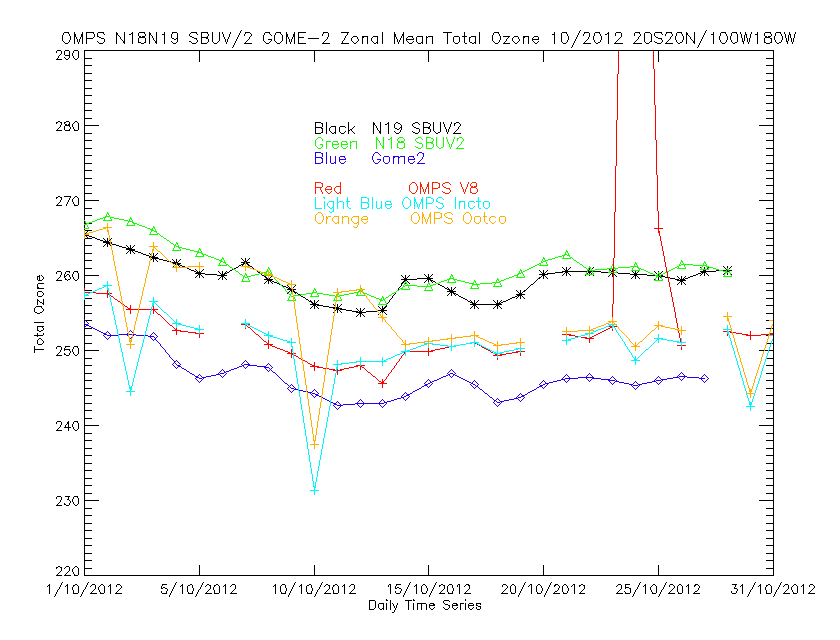 OMPS N18N19 SBUV/2 GOME-2 Zonal Mean Total Ozone 10/2012 20S20N/100W180W
290
280
270
260
250
240
230
220
Total Ozone
Black N19 SBUV2
Green N18 SBUV2
Blue Gome2
Red OMPS V8
Light Blue OMPS Incto
Orange OMPS Ootco
1/10/2012 5/10/2012 10/10/2012 15/10/2012 20/10/2012 25/10/2012 31/10/2012
Daily Time Series